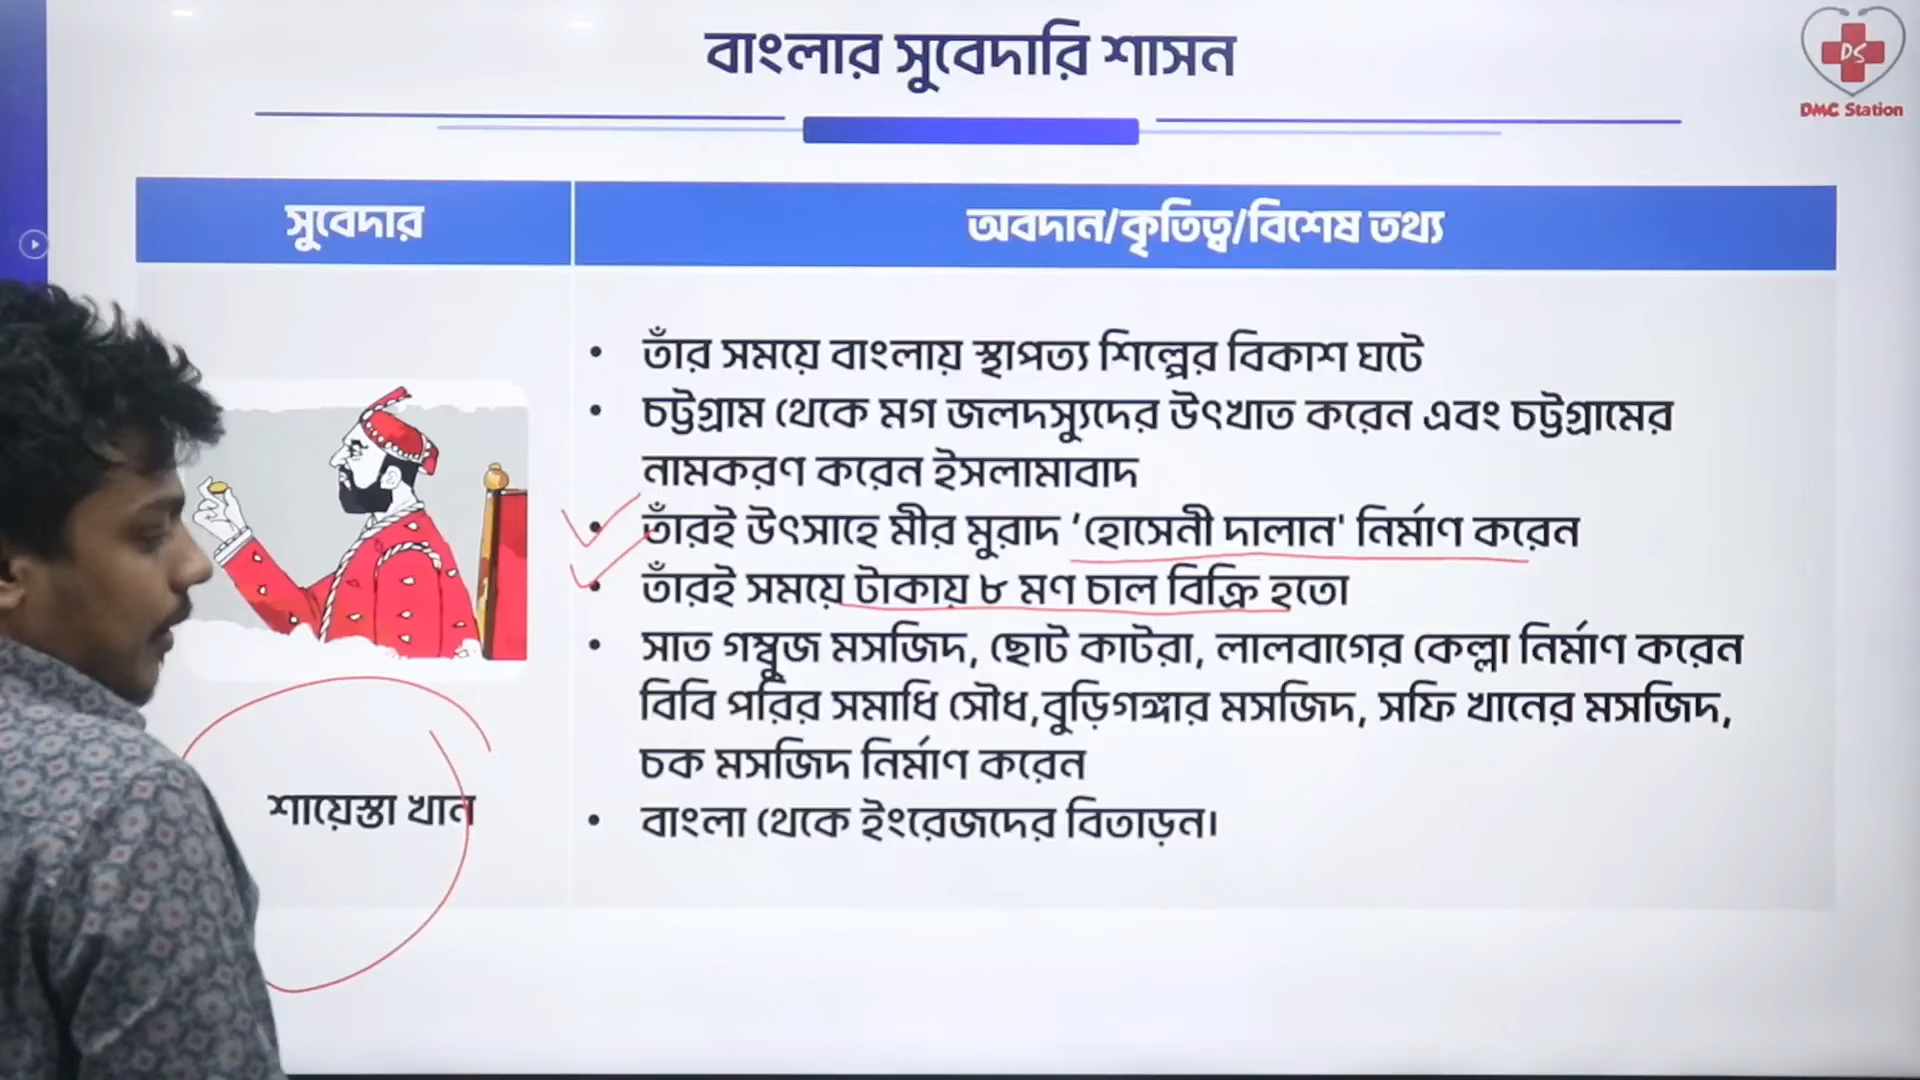 বাংলার সুবেদারি শাসন
DS
DMC Station
সুবেদার
অবদান/কৃতিত্ব/বিশেষ তথ্য
• তাঁর সময়ে বাংলায় স্থাপত্য শিল্পের বিকাশ ঘটে
• চট্টগ্রাম থেকে মগ জলদস্যুদের উৎখাত করেন এবং চট্টগ্রামের
নামকরণ করেন ইসলামাবাদ
• তাঁরই উৎসাহে মীর মুরাদ ‘হোসেনী দালান' নির্মাণ করেন
• তাঁরই সময়ে টাকায় ৮ মণ চাল বিক্রি হতো
• সাত গম্বুজ মসজিদ, ছোট কাটরা, লালবাগের কেল্লা নির্মাণ করেন
বিবি পরির সমাধি সৌধ,বুড়িগঙ্গার মসজিদ, সফি খানের মসজিদ,
চক মসজিদ নির্মাণ করেন
• বাংলা থেকে ইংরেজদের বিতাড়ন।
শায়েস্তা খান